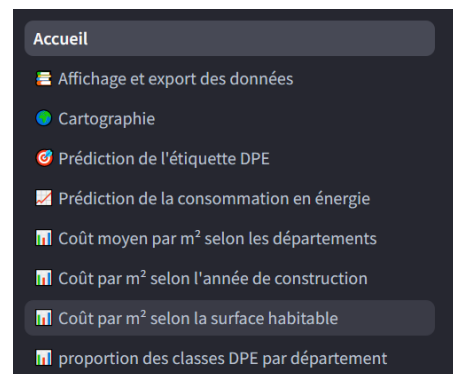 Accueil
Affichage et export des données
Cartographie
Prédiction de l'étiquette DPE
Prédiction de la consommation en énergie
Coût moyen par m² selon les départements
Coût par m² selon l'année de construction
Coût par m² selon la surface habitable
proportion des classes DPE par département